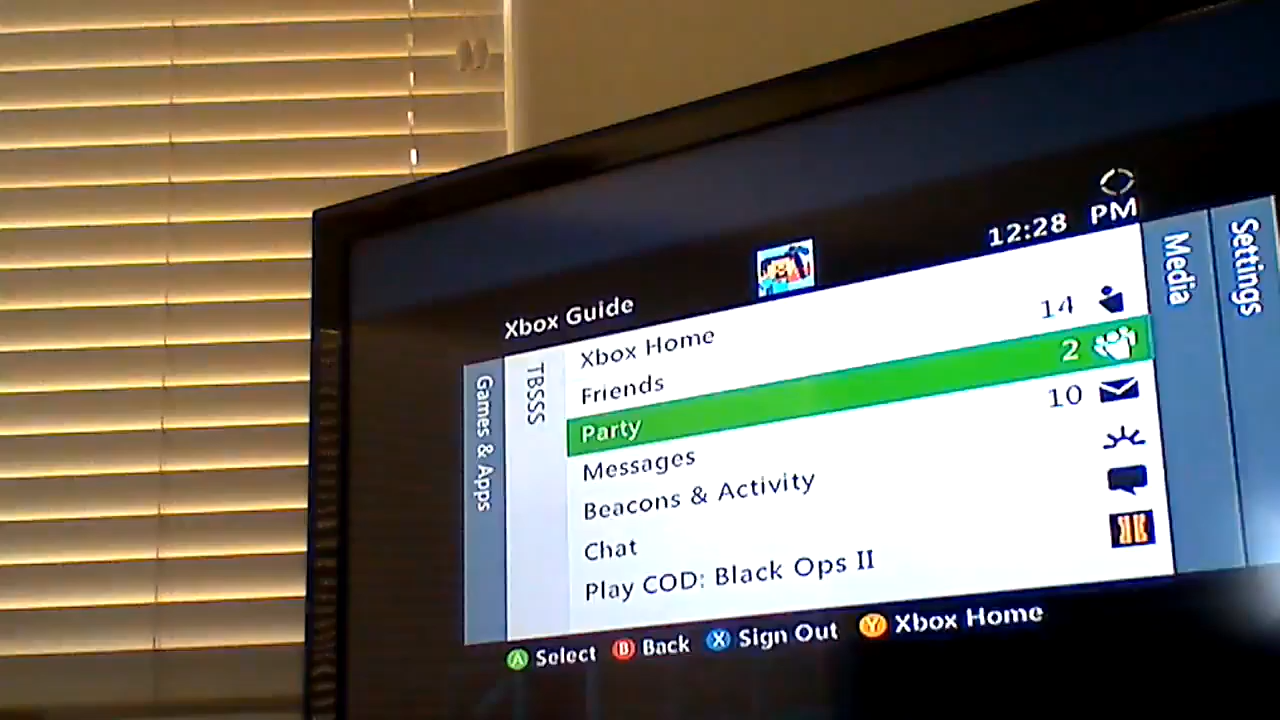 12:28 PM
Xbox Guide
Games & Apps
TBSSS
Xbox Home
Friends 14
Party 2
Messages 10
Beacons & Activity
Chat
Play COD: Black Ops II
Media
Settings
A Select B Back X Sign Out Y Xbox Home